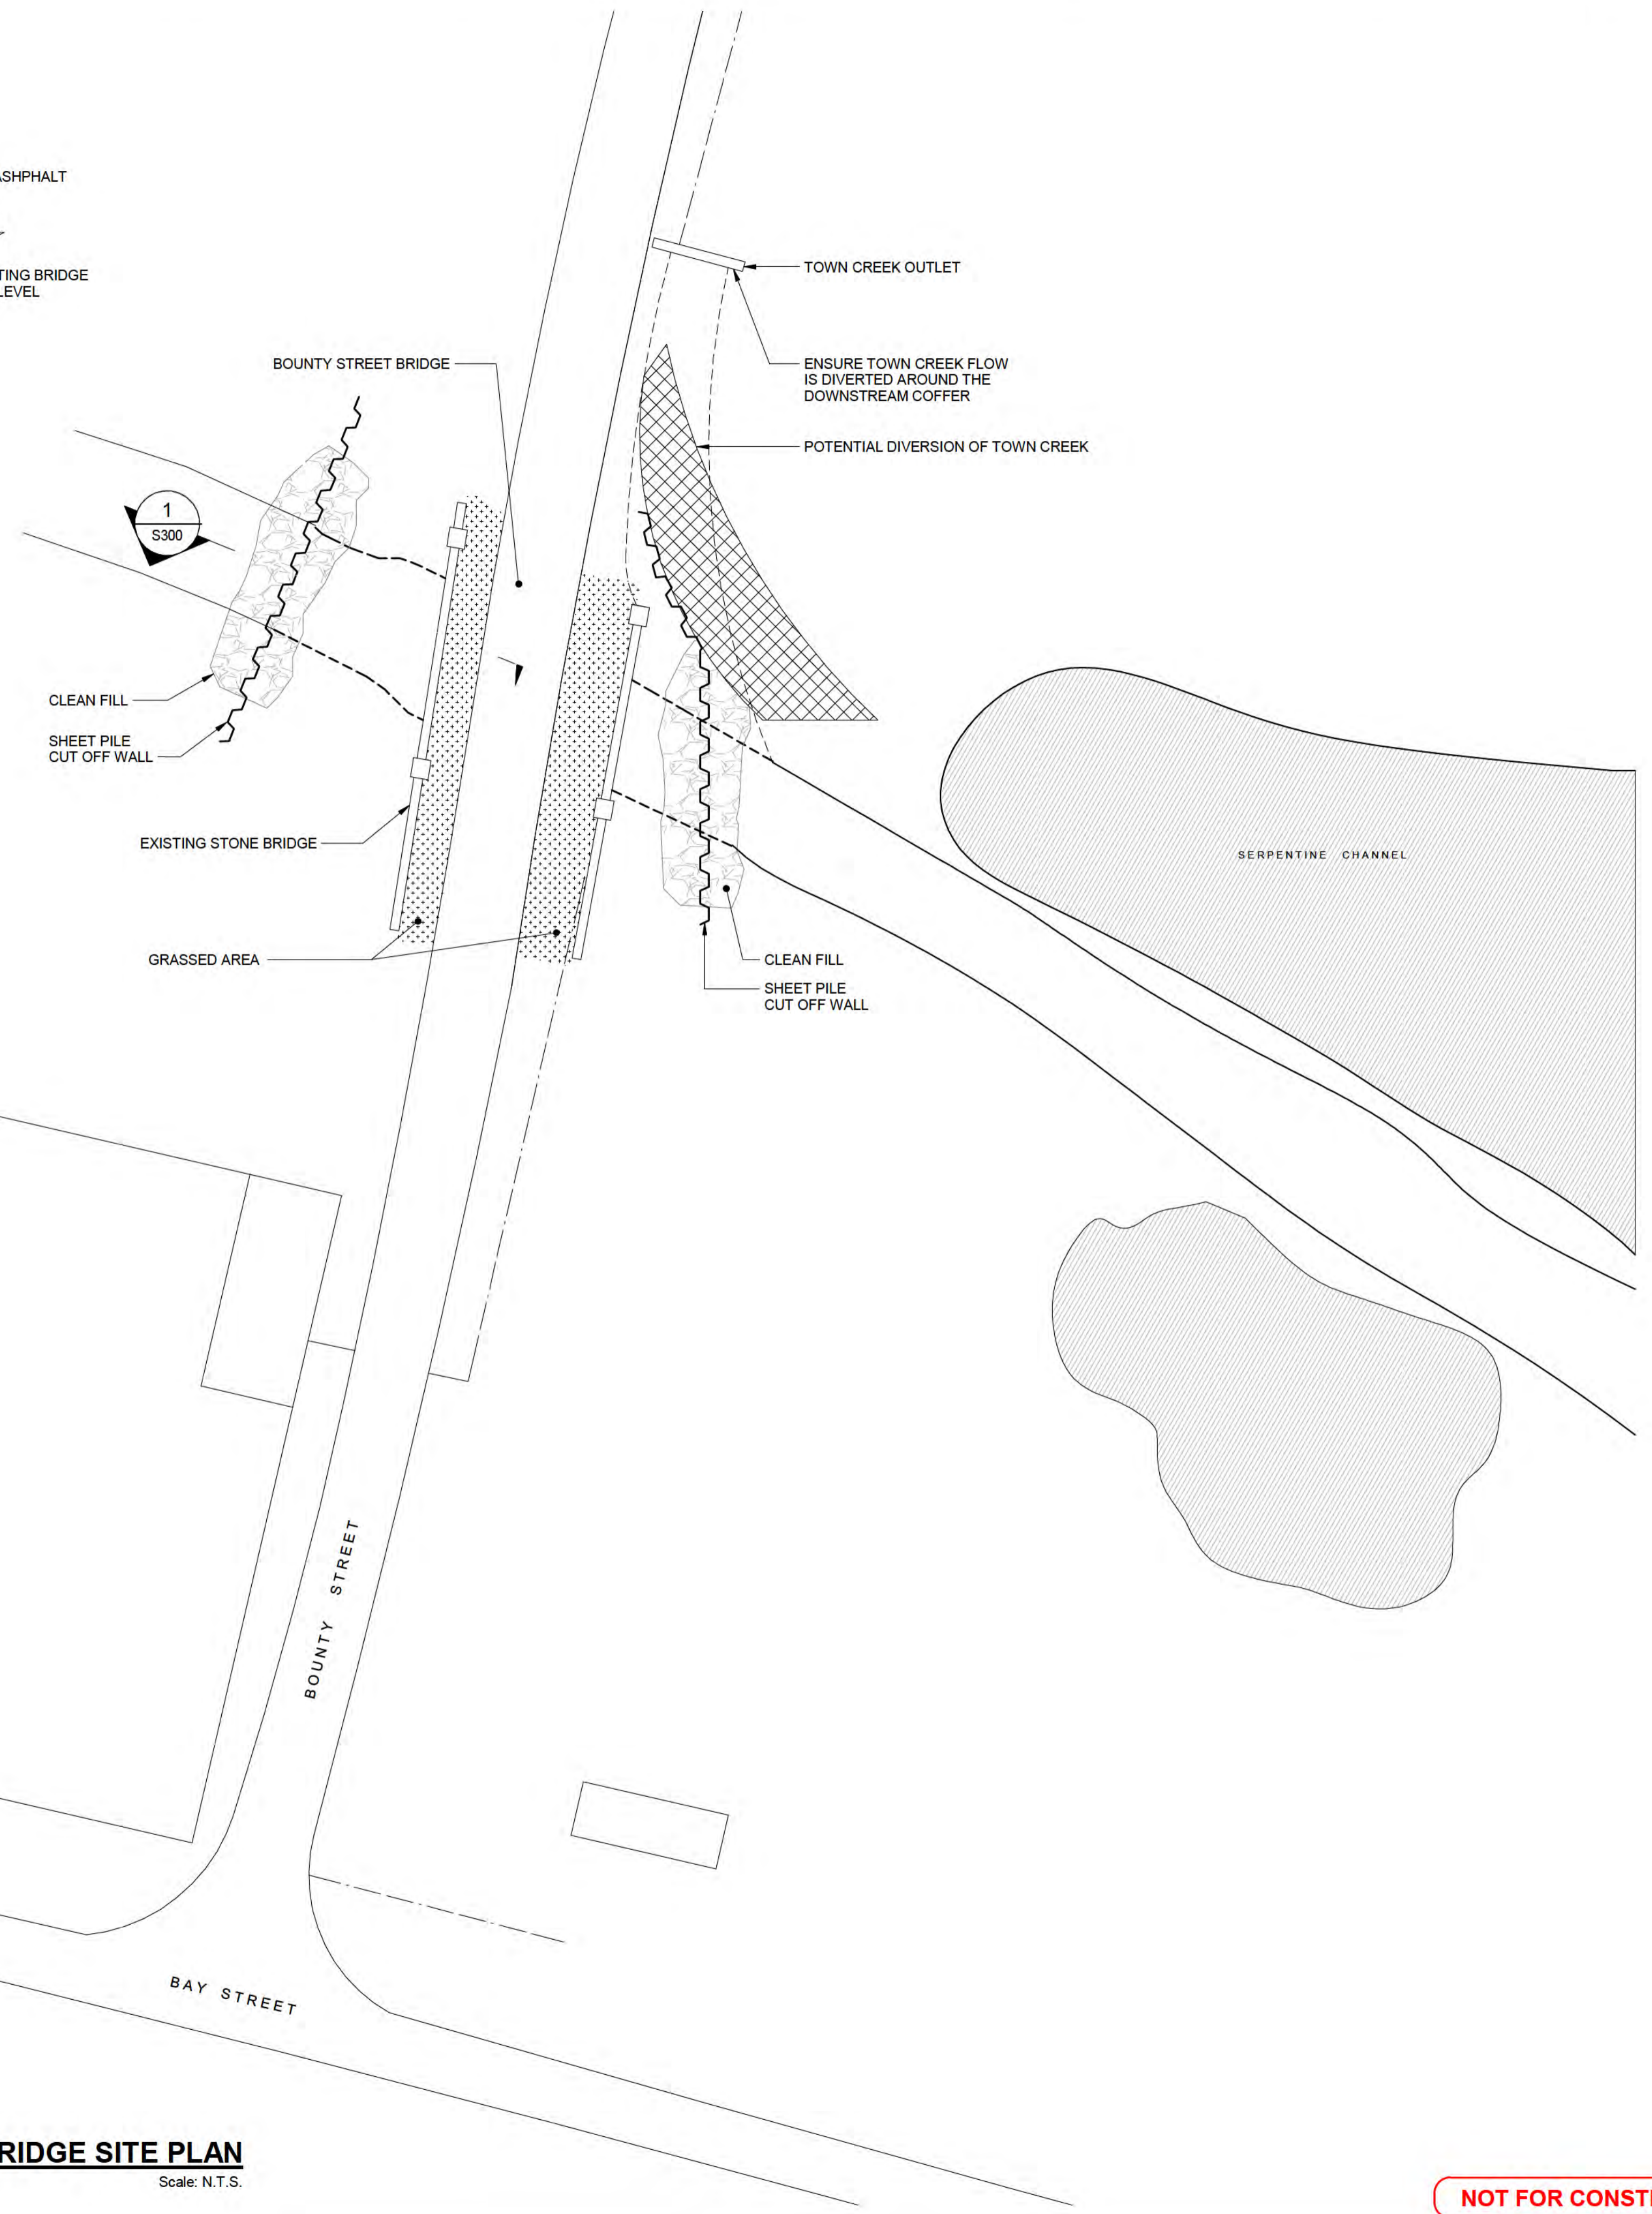 ASHPHALT
TING BRIDGE
LEVEL
TOWN CREEK OUTLET
BOUNTY STREET BRIDGE
ENSURE TOWN CREEK FLOW
IS DIVERTED AROUND THE
DOWNSTREAM COFFER
POTENTIAL DIVERSION OF TOWN CREEK
1
S300
CLEAN FILL
SHEET PILE
CUT OFF WALL
EXISTING STONE BRIDGE
SERPENTINE CHANNEL
GRASSED AREA
CLEAN FILL
SHEET PILE
CUT OFF WALL
BOUNTY STREET
BAY STREET
RIDGE SITE PLAN
Scale: N.T.S.
NOT FOR CONST